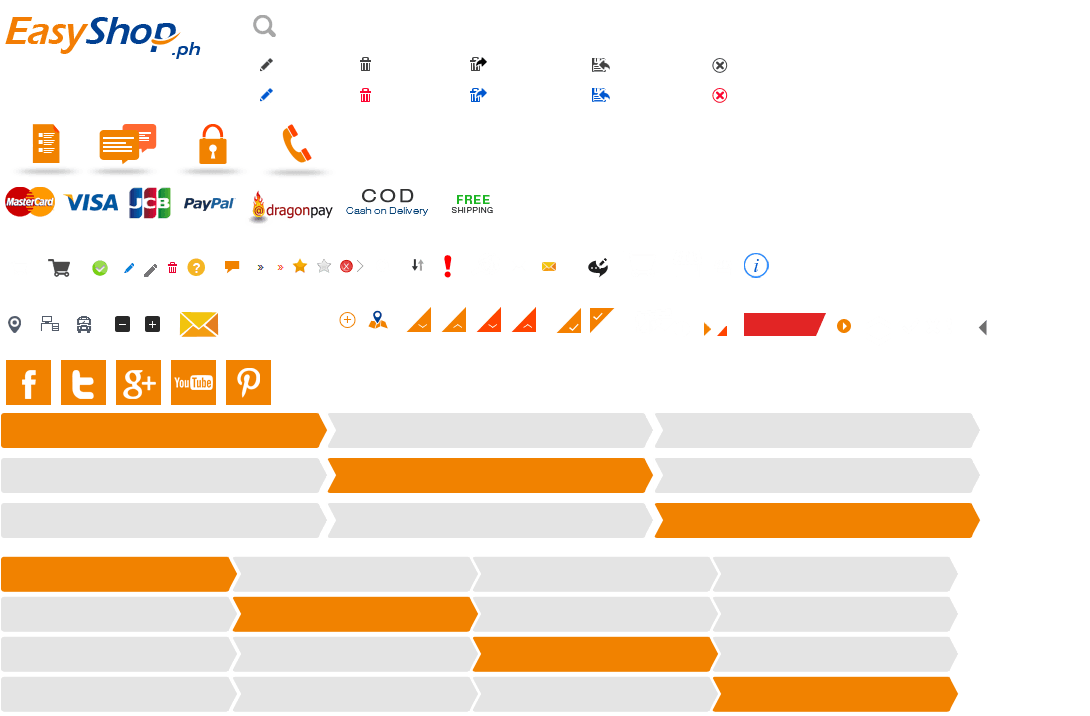 EasyShop.ph
MasterCard VISA JCB PayPal @dragonpay COD Cash on Delivery FREE SHIPPING
? i
f t g+ You Tube P